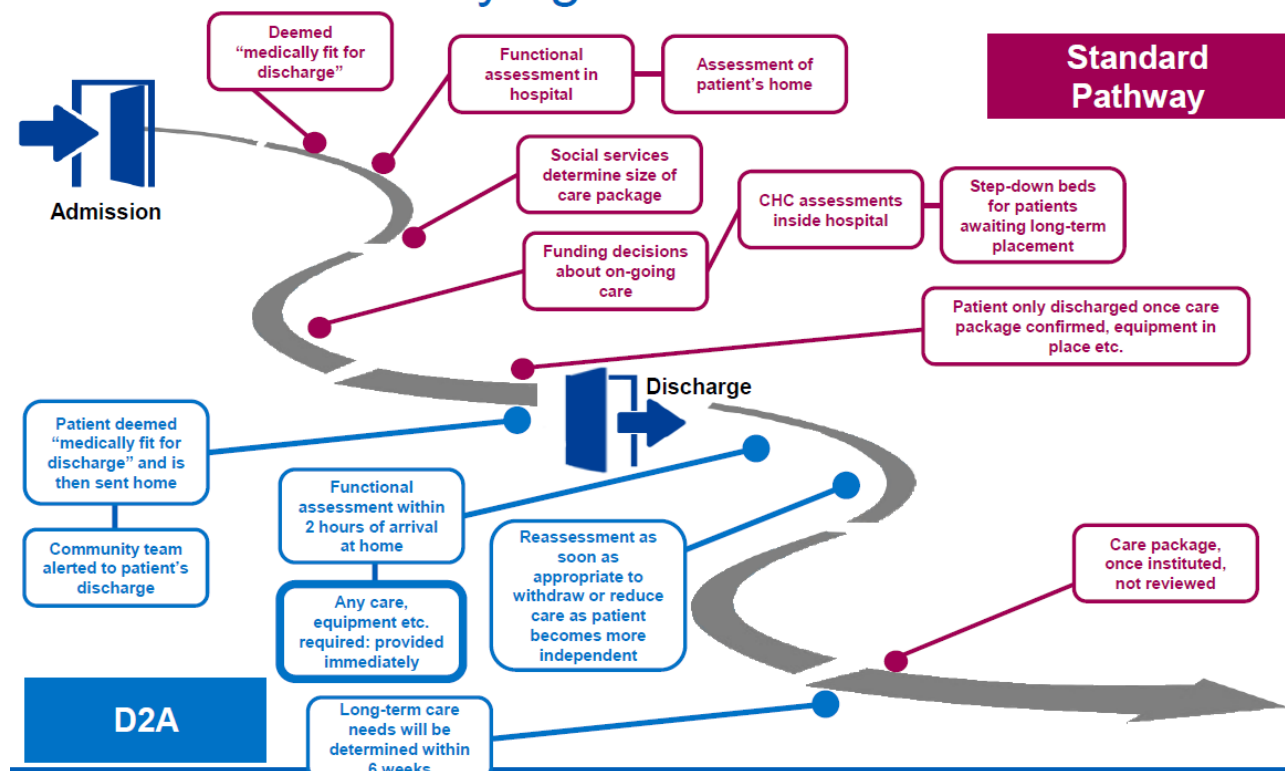 Deemed
“medically fit for
discharge”
Functional
assessment in
hospital
Assessment of
patient’s home
Standard
Pathway
Admission
Social services
determine size of
care package
CHC assessments
inside hospital
Step-down beds
for patients
awaiting long-term
placement
Funding decisions
about on-going
care
Patient only discharged once care
package confirmed, equipment in
place etc.
Discharge
Patient deemed
“medically fit for
discharge” and is
then sent home
Community team
alerted to patient’s
discharge
Functional
assessment within
2 hours of arrival
at home
Any care,
equipment etc.
required: provided
immediately
Reassessment as
soon as
appropriate to
withdraw or reduce
care as patient
becomes more
independent
Care package,
once instituted,
not reviewed
D2A
Long-term care
needs will be
determined within
6 weeks